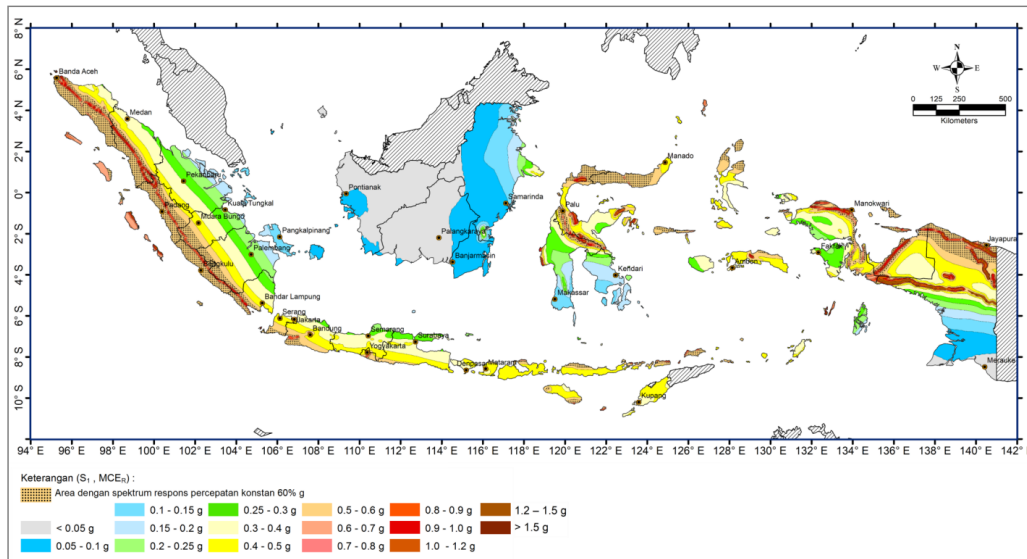 8° N
6° N
4° N
2° N
0°
2° S
4° S
6° S
8° S
10° S
Banda Aceh
Medan
Pekanbaru
Kuala Tungkal
Padang
Muara Bungo
Pangkalpinang
Palembang
Bengkulu
Bandar Lampung
Serang
Jakarta
Bandung
Semarang
Surabaya
Yogyakarta
Denpasar
Mataram
Kupang
Pontianak
Palangkaraya
Banjarmasin
Samarinda
Manado
Palu
Kendari
Makassar
Ambon
Manokwari
Fakfak
Jayapura
Merauke
N
W E
S
0 125 250 500
Kilometers
94° E 96° E 98° E 100° E 102° E 104° E 106° E 108° E 110° E 112° E 114° E 116° E 118° E 120° E 122° E 124° E 126° E 128° E 130° E 132° E 134° E 136° E 138° E 140° E 142° E
Keterangan (S1 , MCER) :
Area dengan spektrum respons percepatan konstan 60% g
0.1 - 0.15 g 0.25 - 0.3 g 0.5 - 0.6 g 0.8 - 0.9 g 1.2 – 1.5 g
< 0.05 g 0.15 - 0.2 g 0.3 - 0.4 g 0.6 - 0.7 g 0.9 - 1.0 g > 1.5 g
0.05 - 0.1 g 0.2 - 0.25 g 0.4 - 0.5 g 0.7 - 0.8 g 1.0 - 1.2 g